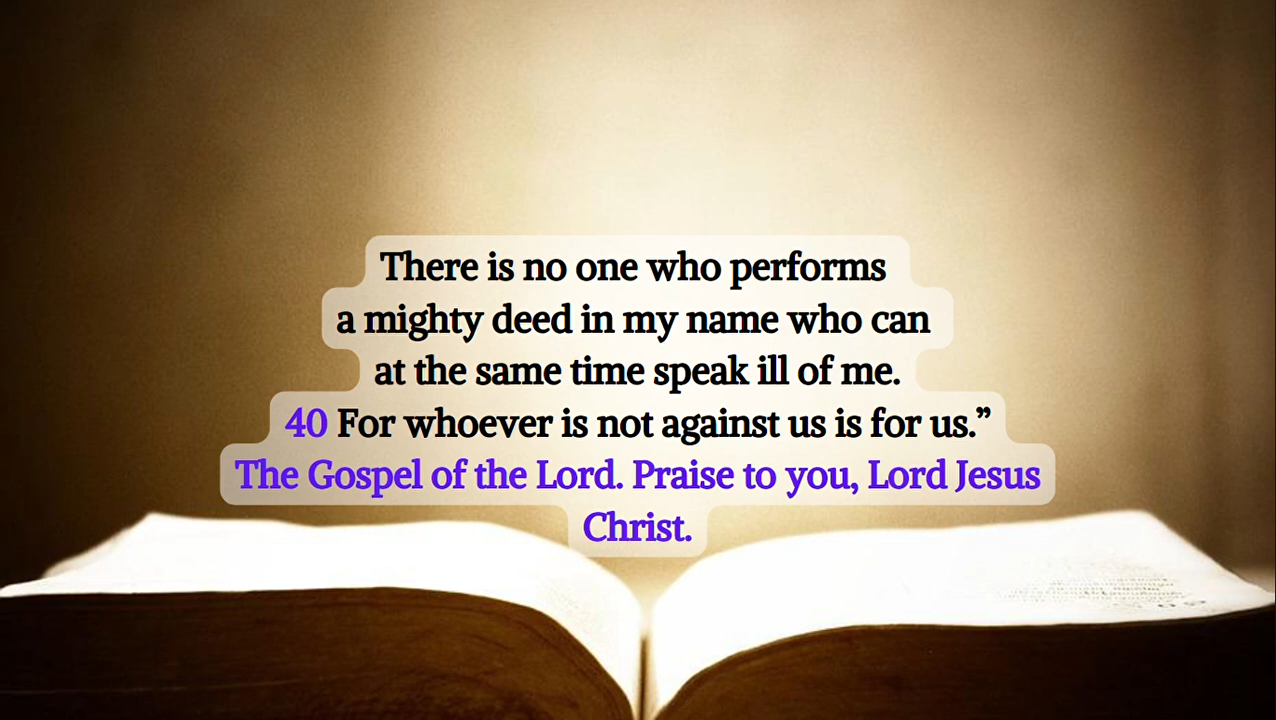 There is no one who performs
a mighty deed in my name who can
at the same time speak ill of me.
40 For whoever is not against us is for us.”
The Gospel of the Lord. Praise to you, Lord Jesus
Christ.